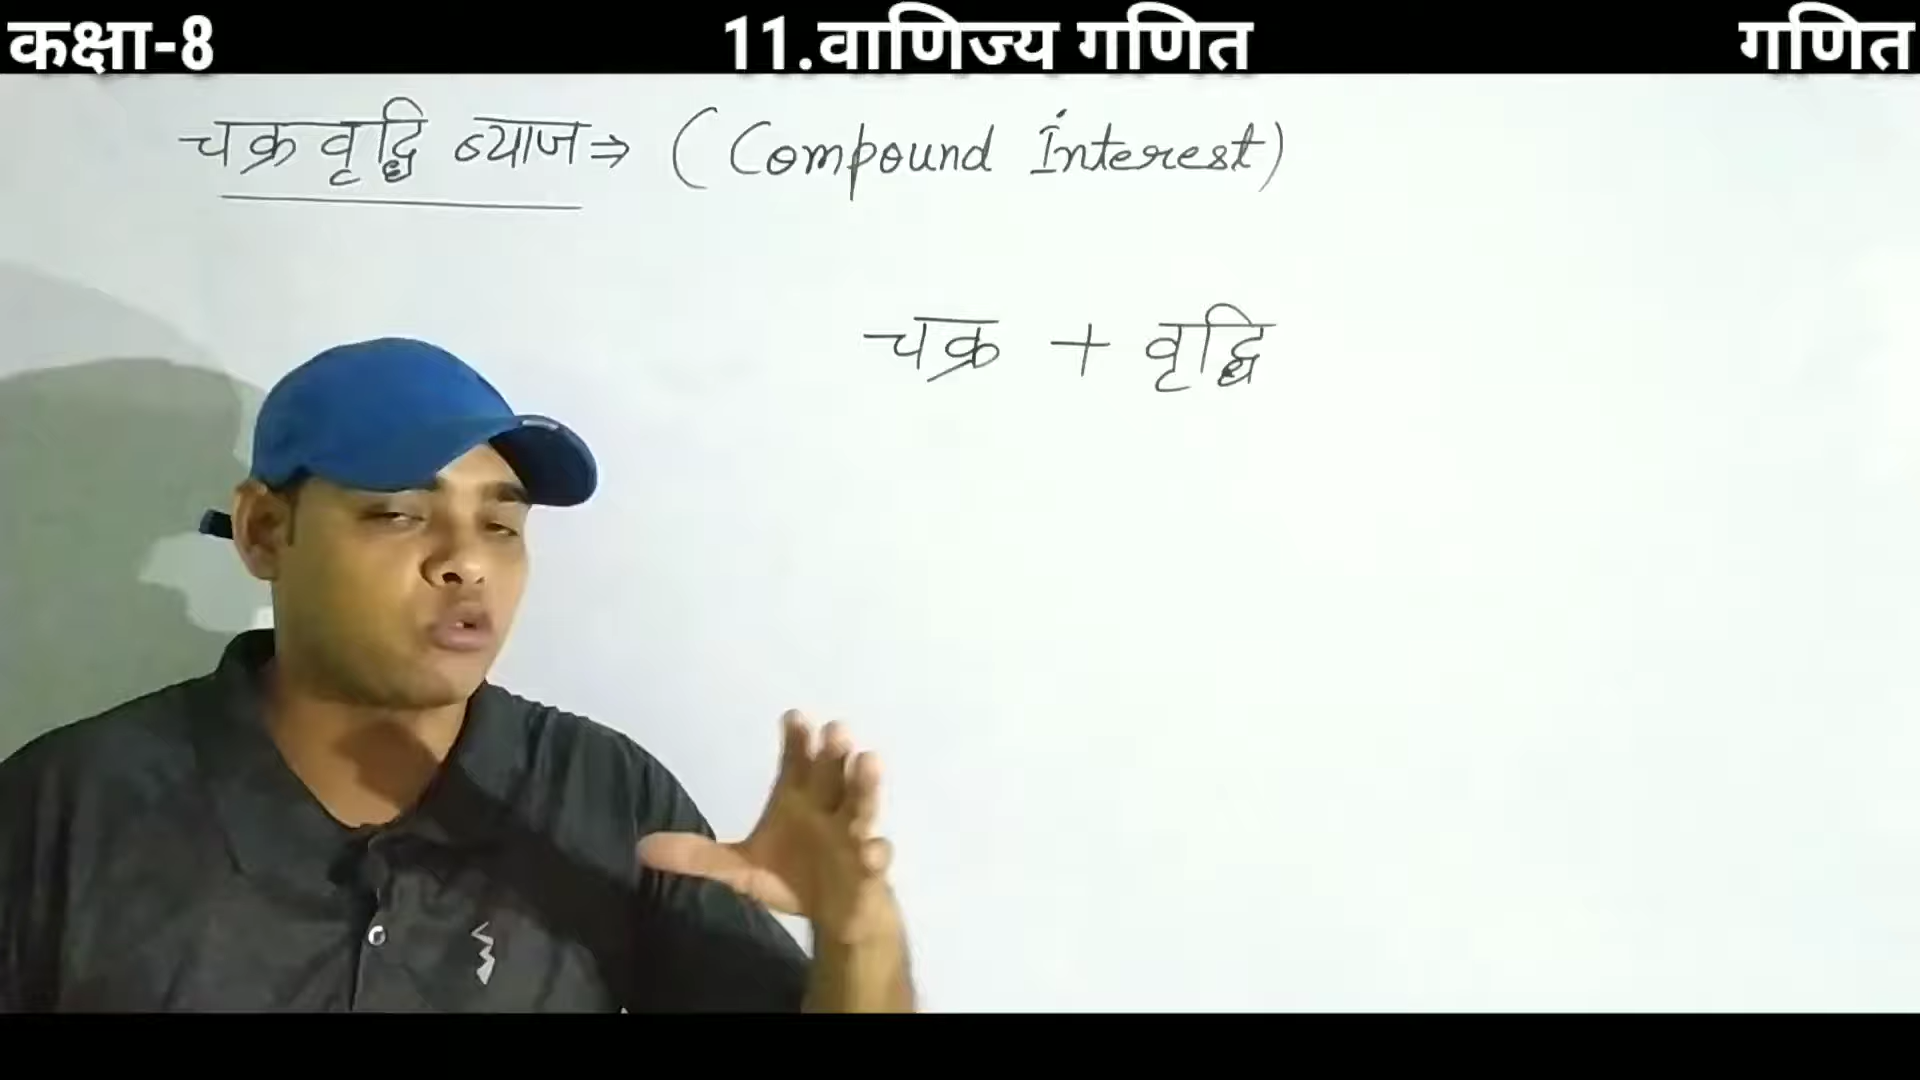 कक्षा-8 11.वाणिज्य गणित गणित
चक्रवृद्धि ब्याज⇒ (Compound Interest)
चक्र + वृद्धि